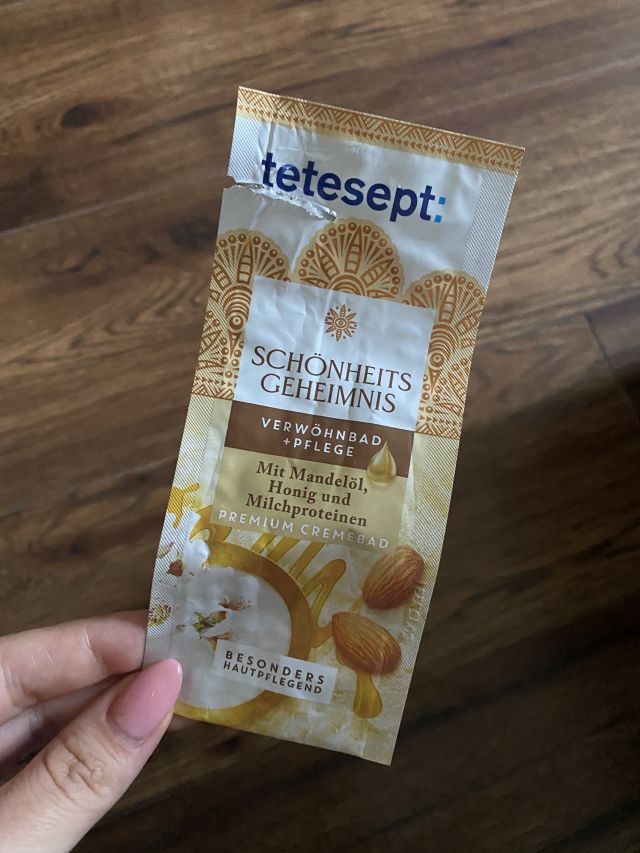 tetesept:
SCHÖNHEITS
GEHEIMNIS
VERWÖHNBAD
+PFLEGE
Mit Mandelöl,
Honig und
Milchproteinen
PREMIUM CREMEBAD
BESONDERS
HAUTPFLEGEND